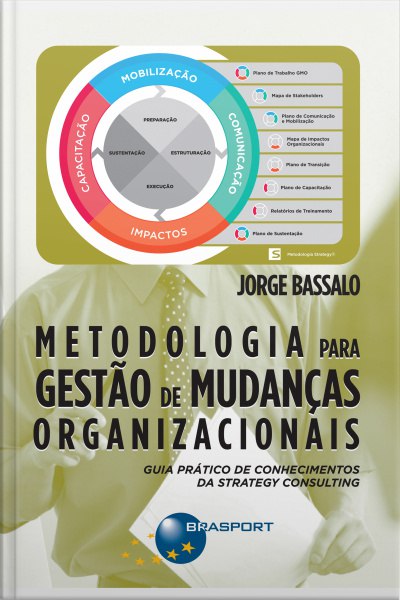 MOBILIZAÇÃO
CAPACITAÇÃO
COMUNICAÇÃO
IMPACTOS
PREPARAÇÃO
SUSTENTAÇÃO
ESTRUTURAÇÃO
EXECUÇÃO
Plano de Trabalho GMO
Mapa de Stakeholders
Plano de Comunicação
e Mobilização
Mapa de Impactos
Organizacionais
Plano de Transição
Plano de Capacitação
Relatórios de Treinamento
Plano de Sustentação
S Metodologia Strategy®
JORGE BASSALO
METODOLOGIA PARA
GESTÃO DE MUDANÇAS
ORGANIZACIONAIS
GUIA PRÁTICO DE CONHECIMENTOS
DA STRATEGY CONSULTING
BRASPORT